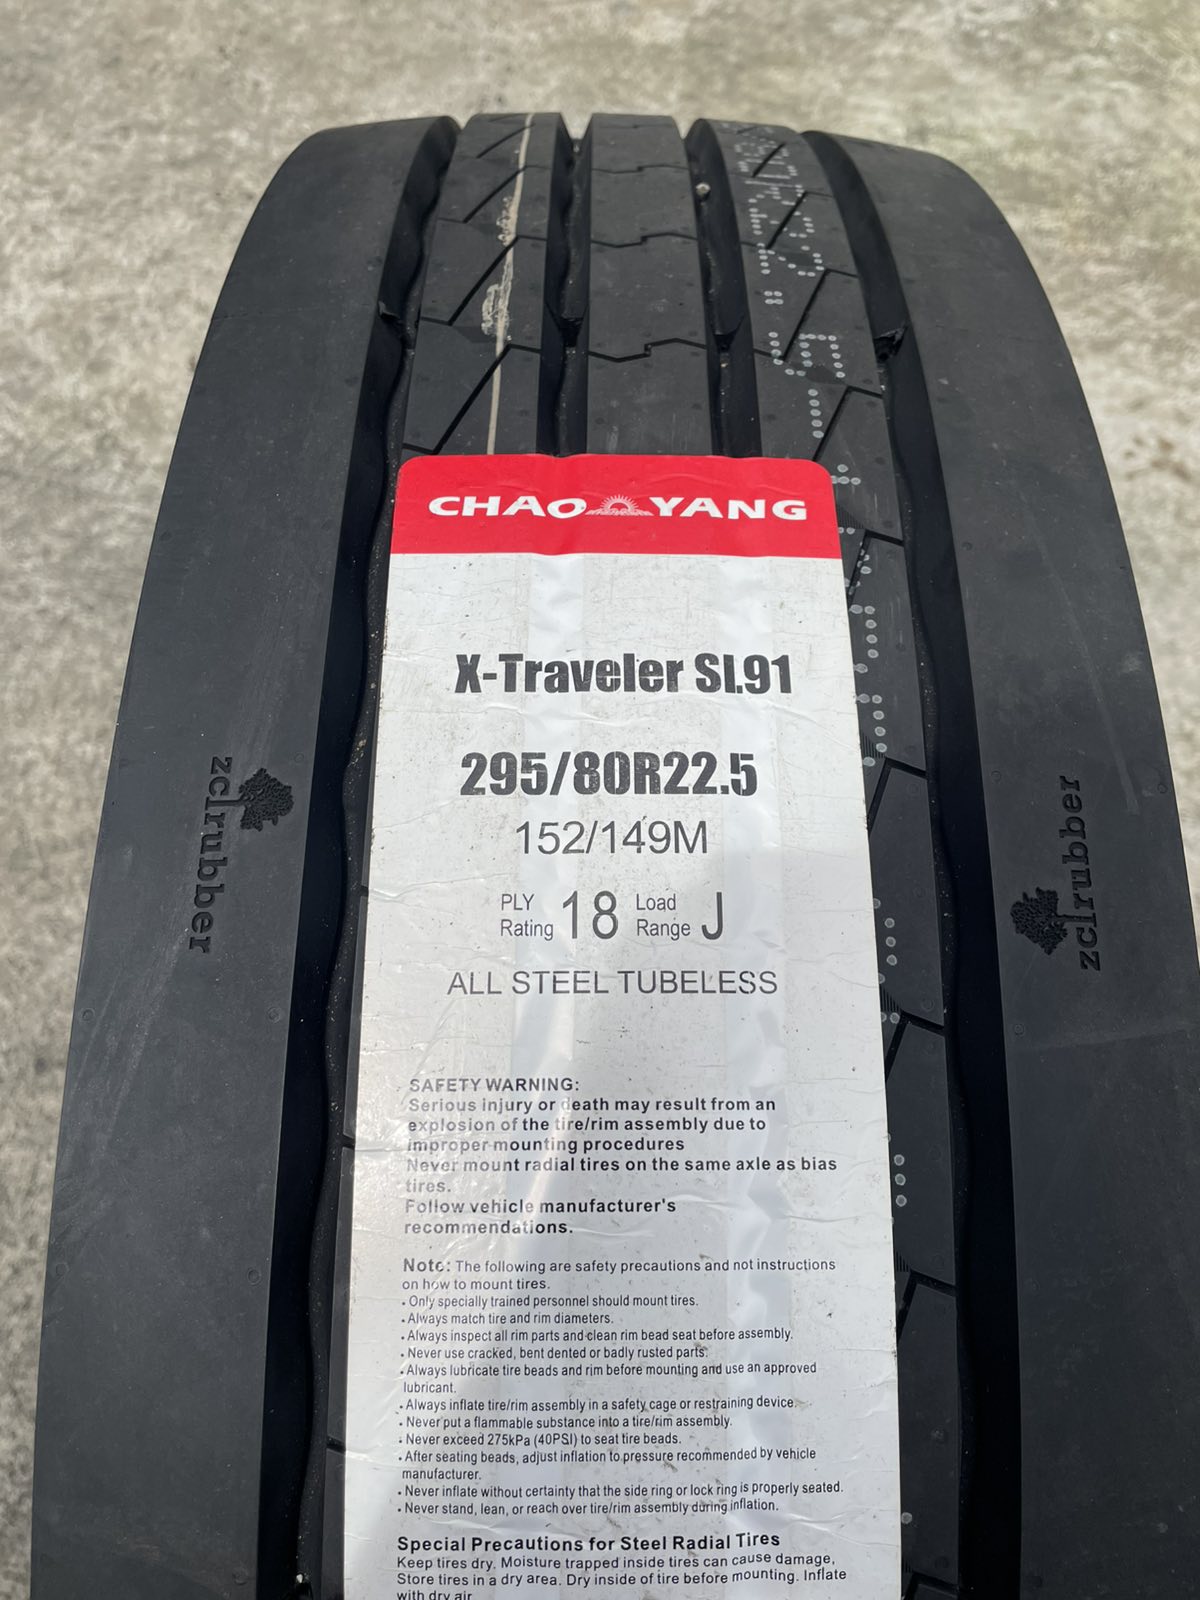 CHAO YANG
X-Traveler SL91
295/80R22.5
152/149M
PLY Rating 18 Load Range J
ALL STEEL TUBELESS
zc|rubber
zc|rubber
SAFETY WARNING:
Serious injury or death may result from an
explosion of the tire/rim assembly due to
improper mounting procedures
Never mount radial tires on the same axle as bias
tires.
Follow vehicle manufacturer's
recommendations.
Note: The following are safety precautions and not instructions
on how to mount tires.
• Only specially trained personnel should mount tires.
• Always match tire and rim diameters.
• Always inspect all rim parts and clean rim bead seat before assembly.
• Never use cracked, bent dented or badly rusted parts.
• Always lubricate tire beads and rim before mounting and use an approved
lubricant.
• Always inflate tire/rim assembly in a safety cage or restraining device.
• Never put a flammable substance into a tire/rim assembly.
• Never exceed 275kPa (40PSI) to seat tire beads.
• After seating beads, adjust inflation to pressure recommended by vehicle
manufacturer.
• Never inflate without certainty that the side ring or lock ring is properly seated.
• Never stand, lean, or reach over tire/rim assembly during inflation.
Special Precautions for Steel Radial Tires
Keep tires dry. Moisture trapped inside tires can cause damage,
Store tires in a dry area. Dry inside of tire before mounting. Inflate
with dry air